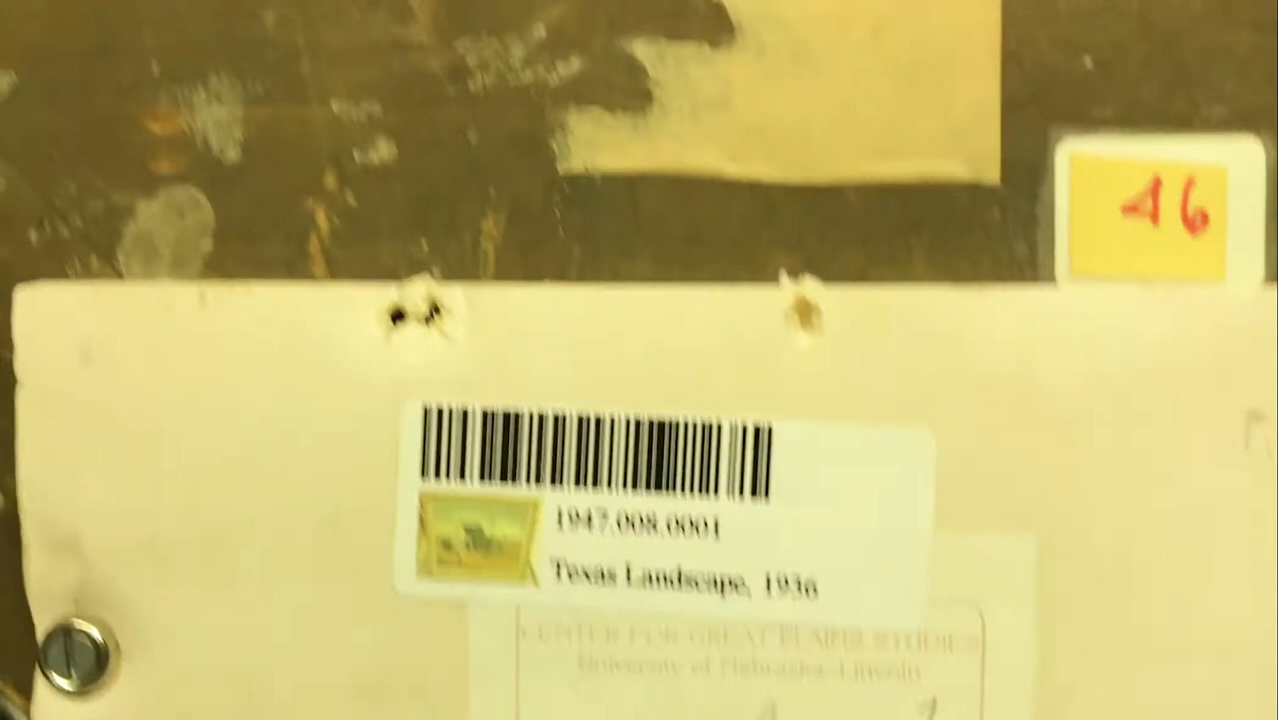 46
1947.008.0001
Texas Landscape, 1936
CENTER FOR GREAT PLAINS STUDIES
University of Nebraska-Lincoln